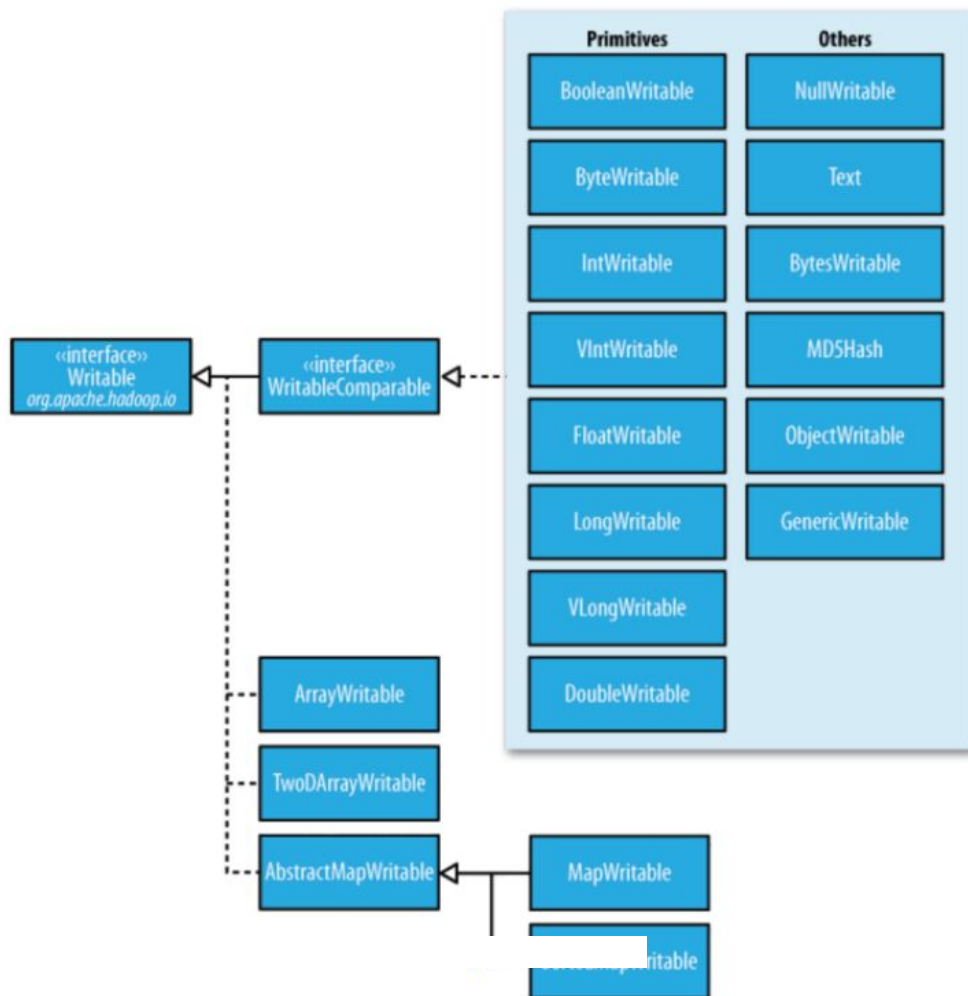 Primitives
Others
BooleanWritable
NullWritable
ByteWritable
Text
IntWritable
BytesWritable
«interface»
Writable
org.apache.hadoop.io
«interface»
WritableComparable
VIntWritable
MD5Hash
FloatWritable
ObjectWritable
LongWritable
GenericWritable
VLongWritable
ArrayWritable
DoubleWritable
TwoDArrayWritable
AbstractMapWritable
MapWritable